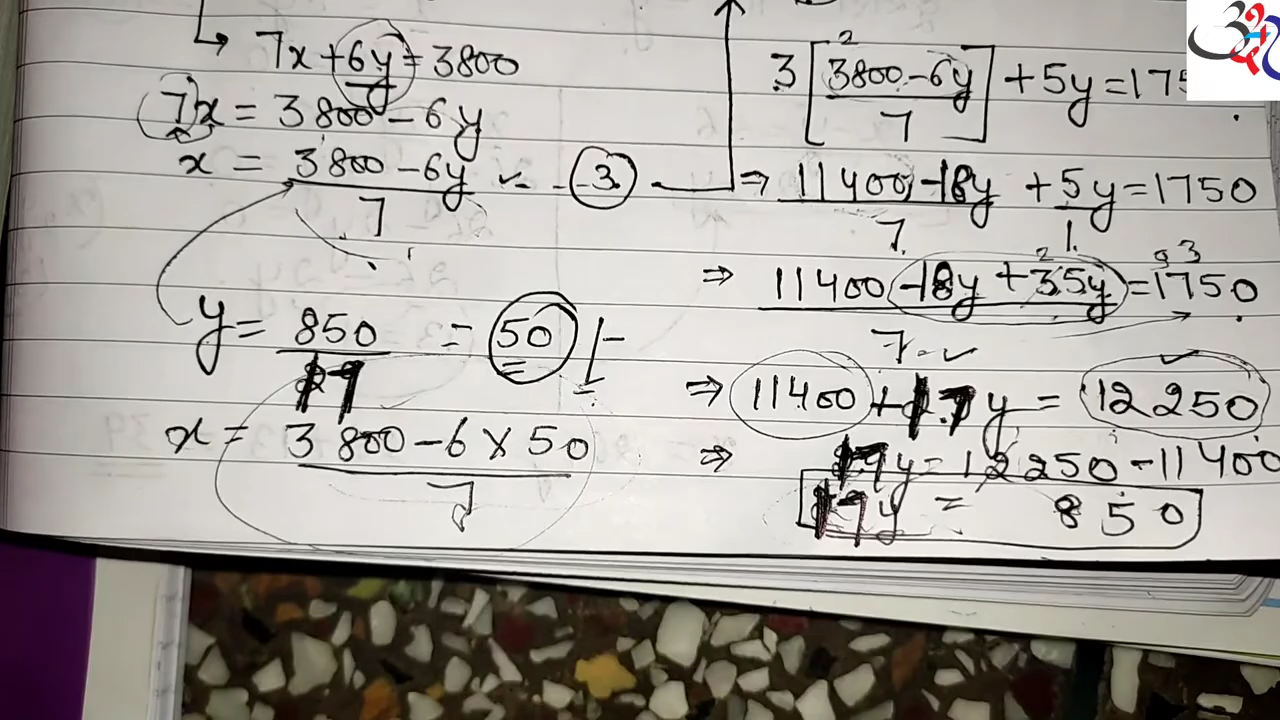 7x + 6y = 3800
7x = 3800 - 6y
x = 3800 - 6y / 7 - - 3
y = 850 / 17 = 50 /-
x = 3800 - 6 × 50 / 7
3 [3800 - 6y / 7] + 5y = 175
⇒ 11400 - 18y / 7 + 5y / 1 = 1750
⇒ 11400 - 18y + 35y / 7 = 1750
⇒ 11400 + 17y = 12250
⇒ 17y = 12250 - 11400
17y = 850